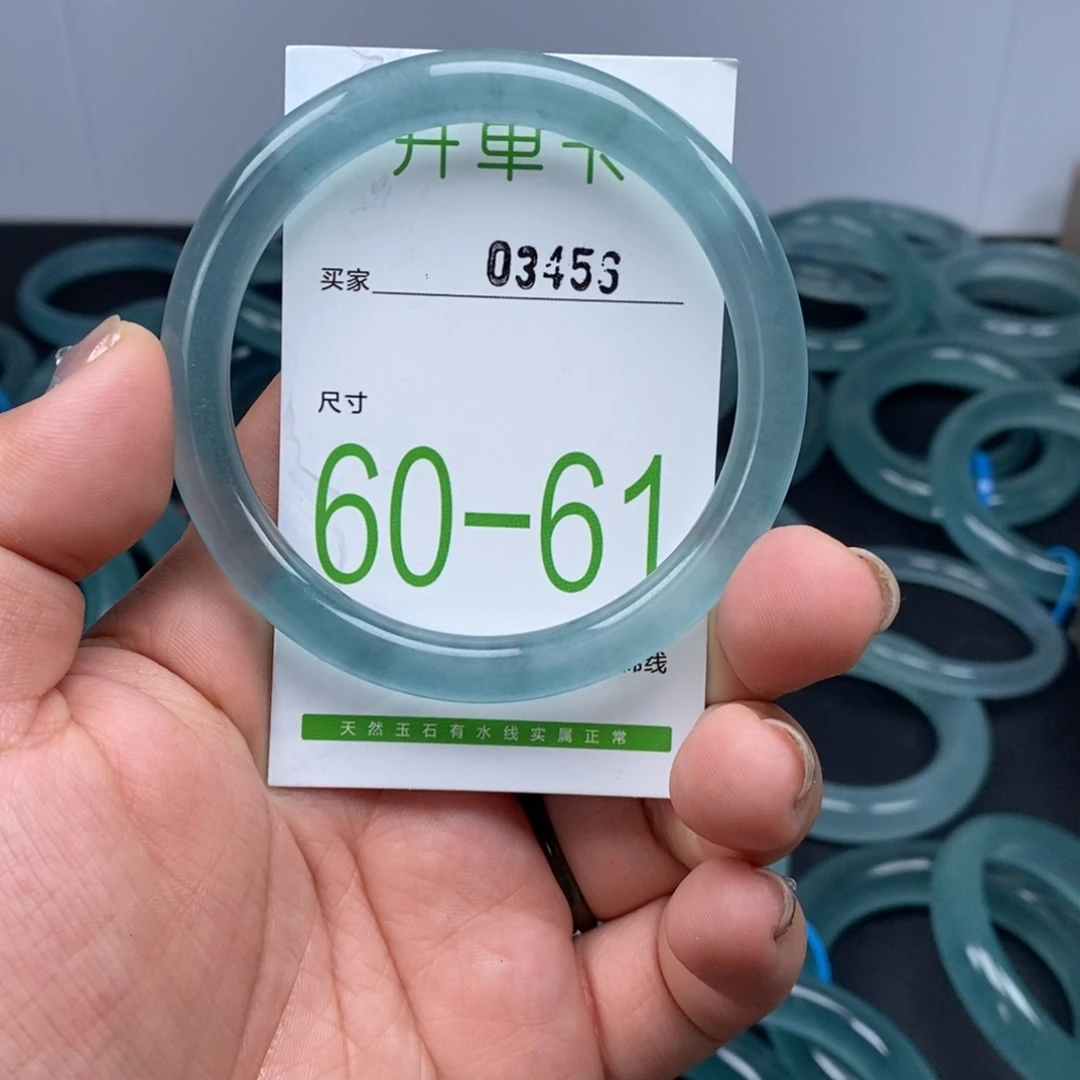 开单卡
买家 03456
尺寸
60-61
线
天然玉石有水线实属正常